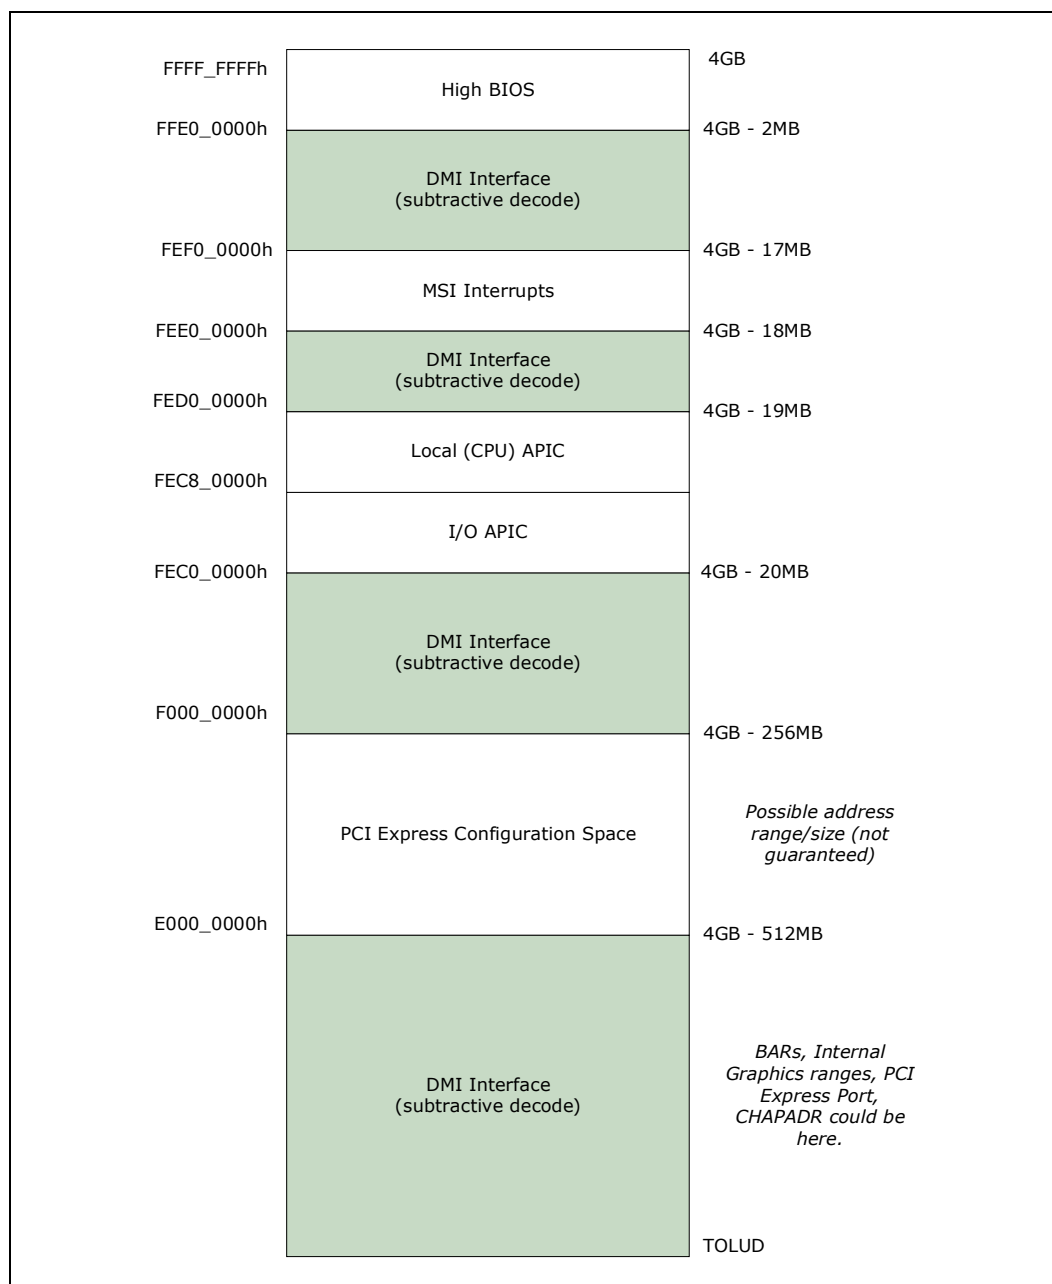 FFFF_FFFFh
4GB
High BIOS
FFE0_0000h
4GB - 2MB
DMI Interface
(subtractive decode)
FEF0_0000h
4GB - 17MB
MSI Interrupts
FEE0_0000h
4GB - 18MB
DMI Interface
(subtractive decode)
FED0_0000h
4GB - 19MB
Local (CPU) APIC
FEC8_0000h
I/O APIC
FEC0_0000h
4GB - 20MB
DMI Interface
(subtractive decode)
F000_0000h
4GB - 256MB
PCI Express Configuration Space
Possible address
range/size (not
guaranteed)
E000_0000h
4GB - 512MB
DMI Interface
(subtractive decode)
BARs, Internal
Graphics ranges, PCI
Express Port,
CHAPADR could be
here.
TOLUD